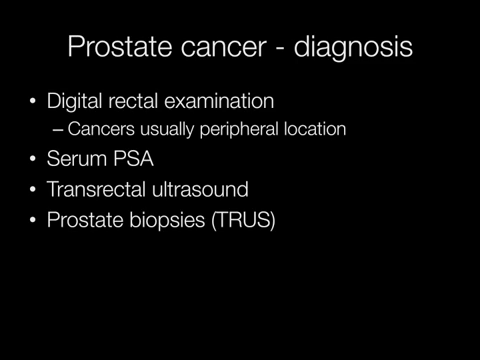 Prostate cancer - diagnosis
• Digital rectal examination
– Cancers usually peripheral location
• Serum PSA
• Transrectal ultrasound
• Prostate biopsies (TRUS)